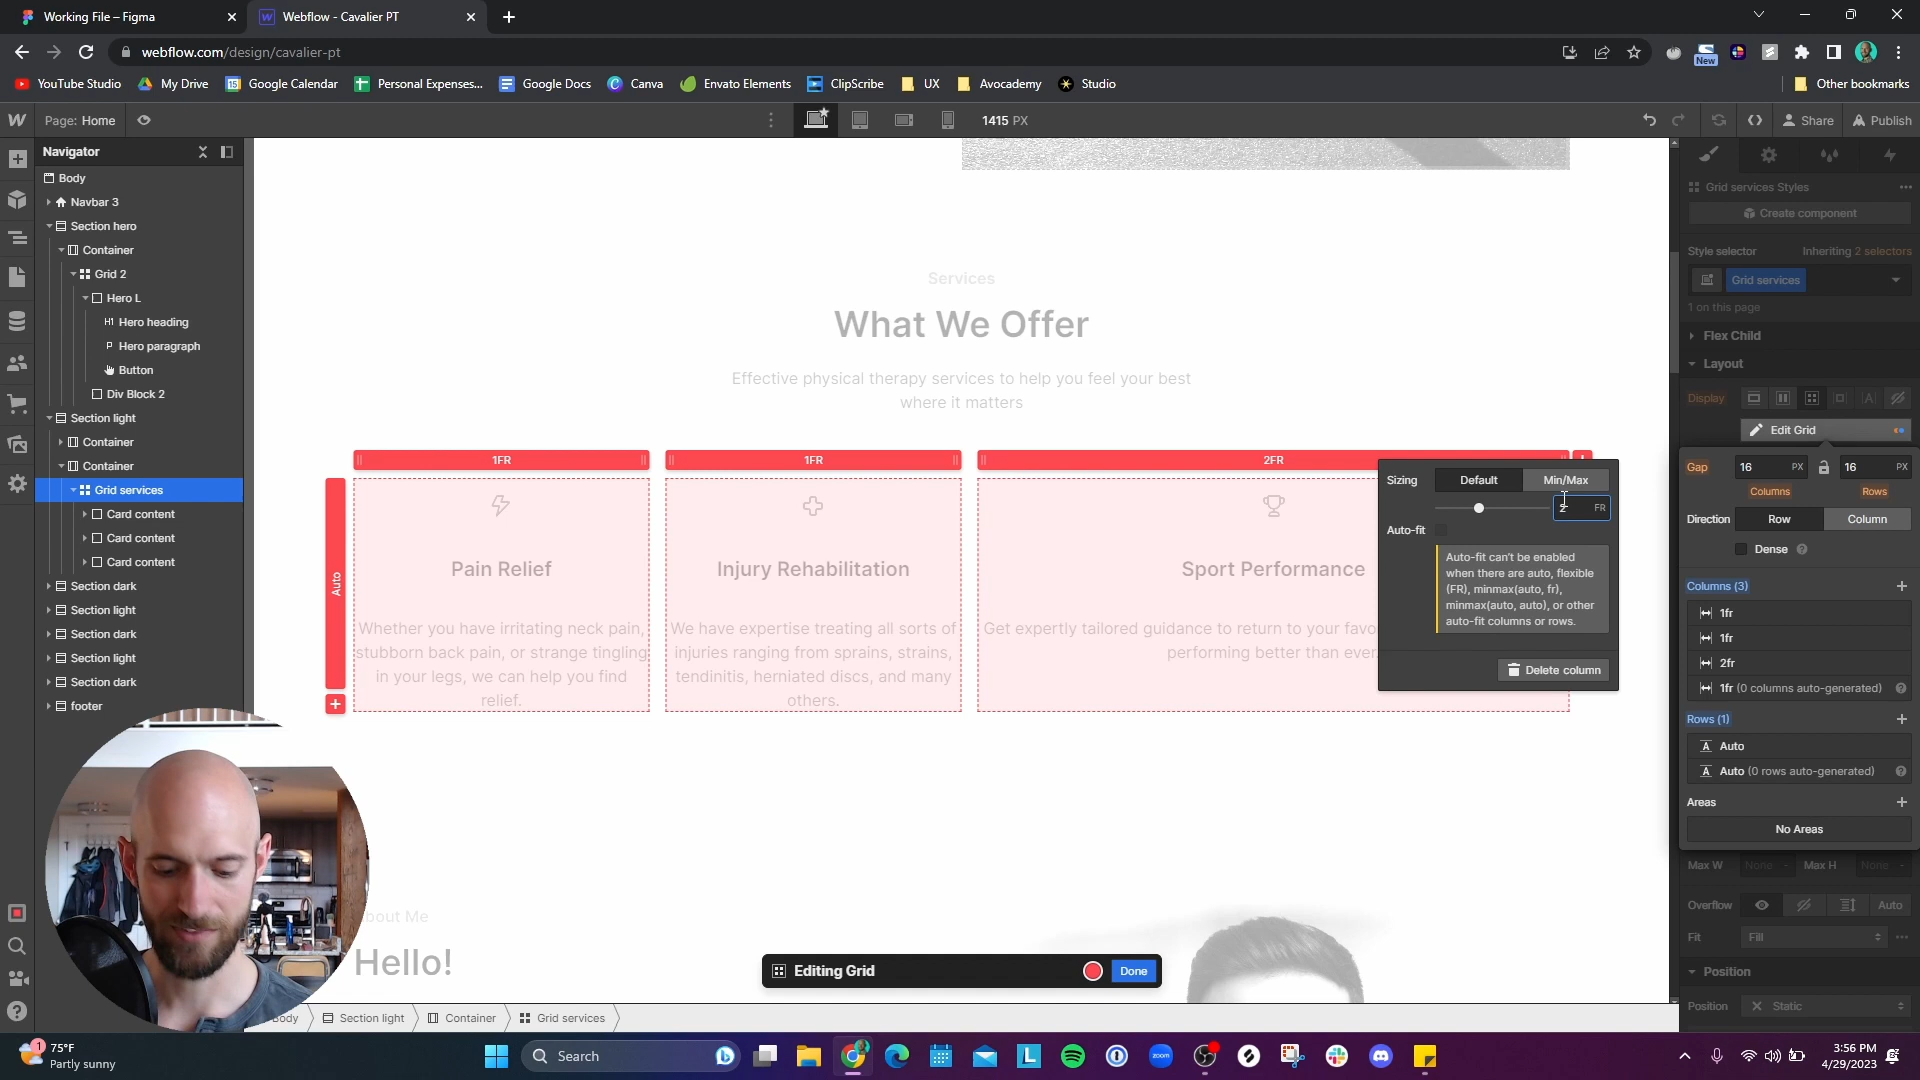 Working File – Figma
Webflow - Cavalier PT
webflow.com/design/cavalier-pt
New
YouTube Studio
My Drive
Google Calendar
Personal Expenses...
Google Docs
Canva
Envato Elements
ClipScribe
UX
Avocademy
Studio
Other bookmarks
Page: Home
1415 PX
Share
Publish
Navigator
Body
Navbar 3
Section hero
Container
Grid 2
Hero L
H1 Hero heading
P Hero paragraph
Button
Div Block 2
Section light
Container
Container
Grid services
Card content
Card content
Card content
Section dark
Section light
Section dark
Section light
Section dark
footer
Services
What We Offer
Effective physical therapy services to help you feel your best
where it matters
1FR
1FR
2FR
Auto
Pain Relief
Whether you have irritating neck pain,
stubborn back pain, or strange tingling
in your legs, we can help you find
relief.
Injury Rehabilitation
We have expertise treating all sorts of
injuries ranging from sprains, strains,
tendinitis, herniated discs, and many
others.
Sport Performance
Get expertly tailored guidance to return to your favo
performing better than ever.
Sizing
Default
Min/Max
2 FR
Auto-fit
Auto-fit can't be enabled
when there are auto, flexible
(FR), minmax(auto, fr),
minmax(auto, auto), or other
auto-fit columns or rows.
Delete column
bout Me
Hello!
Editing Grid
Done
ody
Section light
Container
Grid services
Grid services Styles
Create component
Style selector
Inheriting 2 selectors
Grid services
1 on this page
Flex Child
Layout
Display
Edit Grid
Gap
16 PX
16 PX
Columns
Rows
Direction
Row
Column
Dense
Columns (3)
1fr
1fr
2fr
1fr (0 columns auto-generated)
Rows (1)
Auto
Auto (0 rows auto-generated)
Areas
No Areas
Max W
None
Max H
None
Overflow
Auto
Fit
Fill
Position
Position
Static
1
75°F
Partly sunny
Search
zoom
3:56 PM
4/29/2023